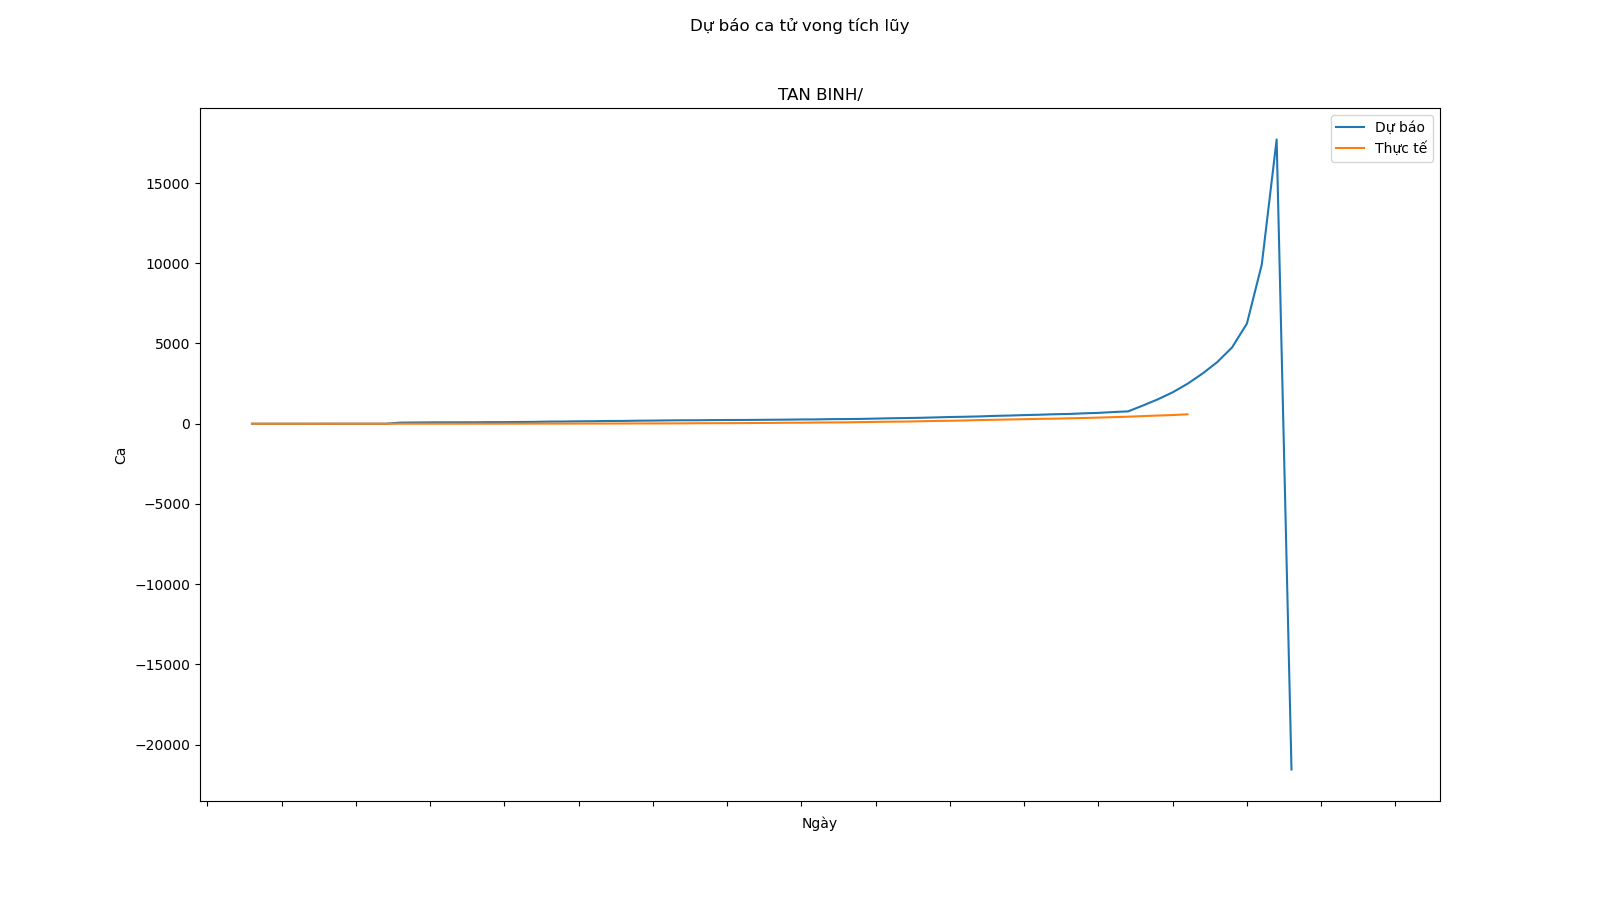 Dự báo ca tử vong tích lũy
TAN BINH/
Dự báo
Thực tế
15000
10000
5000
0
−5000
−10000
−15000
−20000
Ca
Ngày